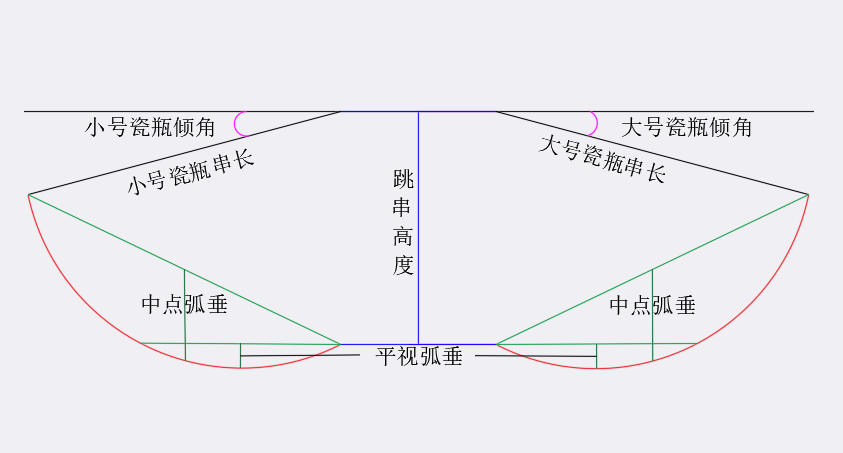 小号瓷瓶倾角
大号瓷瓶倾角
小号瓷瓶串长
大号瓷瓶串长
跳串高度
中点弧垂
中点弧垂
平视弧垂